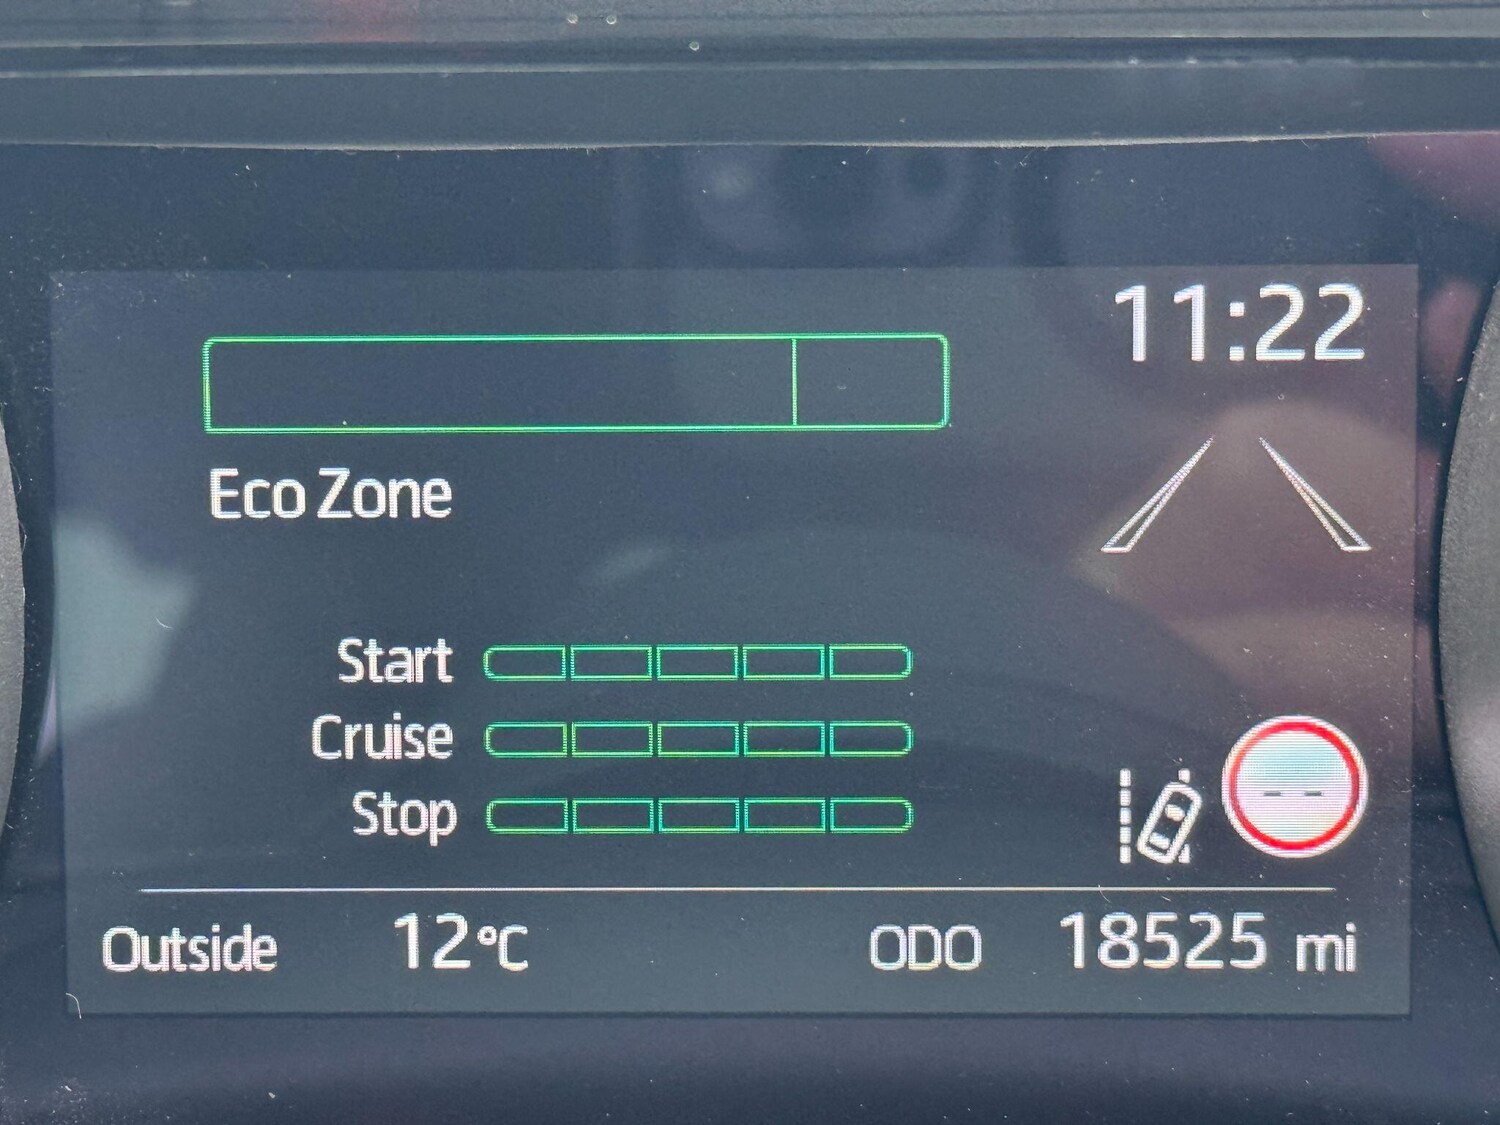 11:22
Eco Zone
Start
Cruise
Stop
-- 
Outside 12°C ODO 18525 mi